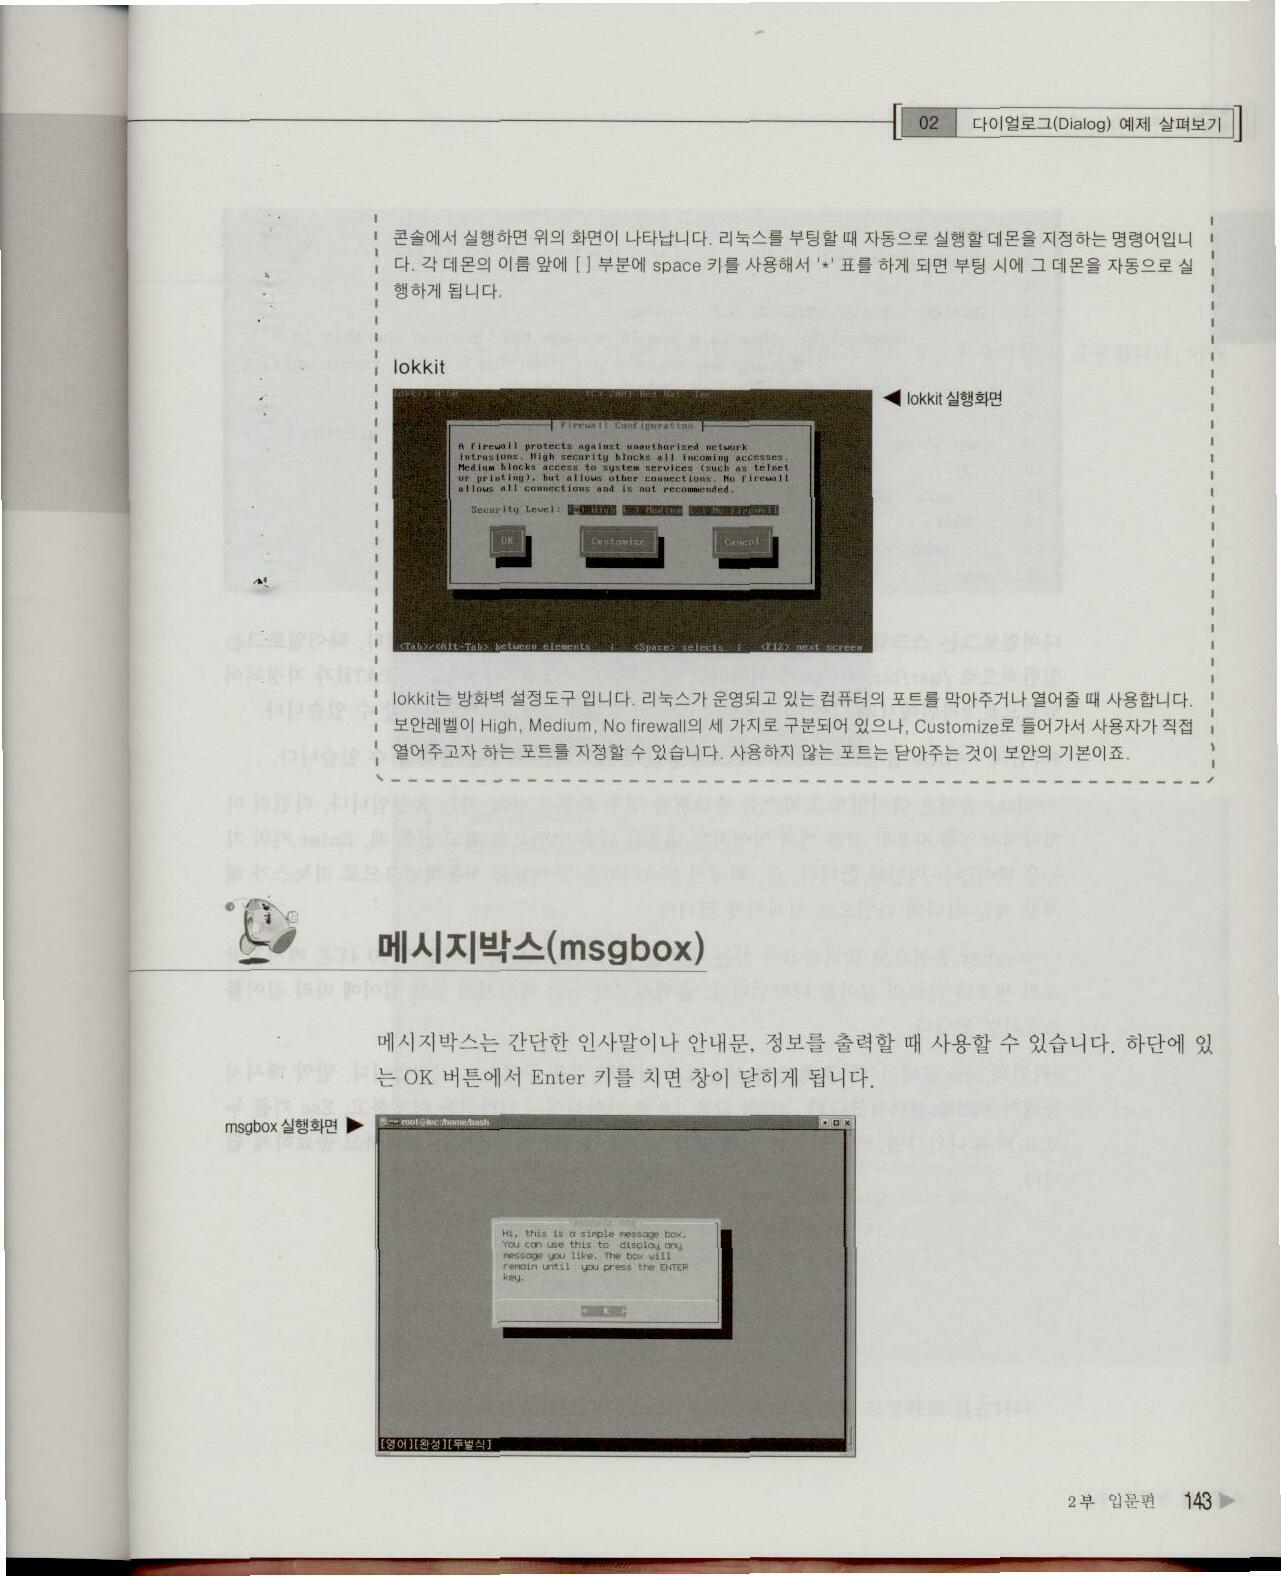 02 다이얼로그(Dialog) 예제 살펴보기
콘솔에서 실행하면 위의 화면이 나타납니다. 리눅스를 부팅할 때 자동으로 실행할 데몬을 지정하는 명령어입니
다. 각 데몬의 이름 앞에 [ ] 부분에 space 키를 사용해서 '*' 표를 하게 되면 부팅 시에 그 데몬을 자동으로 실
행하게 됩니다.
lokkit
◀ lokkit 실행화면
Firewall Configuration
A firewall protects against unauthorized network
intrusions. High security blocks all incoming accesses.
Medium blocks access to system services (such as telnet
or printing), but allows other connections. No firewall
allows all connections and is not recommended.
Security Level: (*) High ( ) Medium ( ) No firewall
OK Customize Cancel
<Tab>/<Alt-Tab> between elements | <Space> selects | <F12> next screen
lokkit는 방화벽 설정도구 입니다. 리눅스가 운영되고 있는 컴퓨터의 포트를 막아주거나 열어줄 때 사용합니다.
보안레벨이 High, Medium, No firewall의 세 가지로 구분되어 있으나, Customize로 들어가서 사용자가 직접
열어주고자 하는 포트를 지정할 수 있습니다. 사용하지 않는 포트는 닫아주는 것이 보안의 기본이죠.
메시지박스(msgbox)
메시지박스는 간단한 인사말이나 안내문, 정보를 출력할 때 사용할 수 있습니다. 하단에 있
는 OK 버튼에서 Enter 키를 치면 창이 닫히게 됩니다.
msgbox 실행화면 ▶
root@tec:/home/bash
MESSAGE BOX
Hi, this is a simple message box.
You can use this to display any
message you like. The box will
remain until you press the ENTER
key.
< K >
[영어][완성][두벌식]
2부 입문편 143 ▶